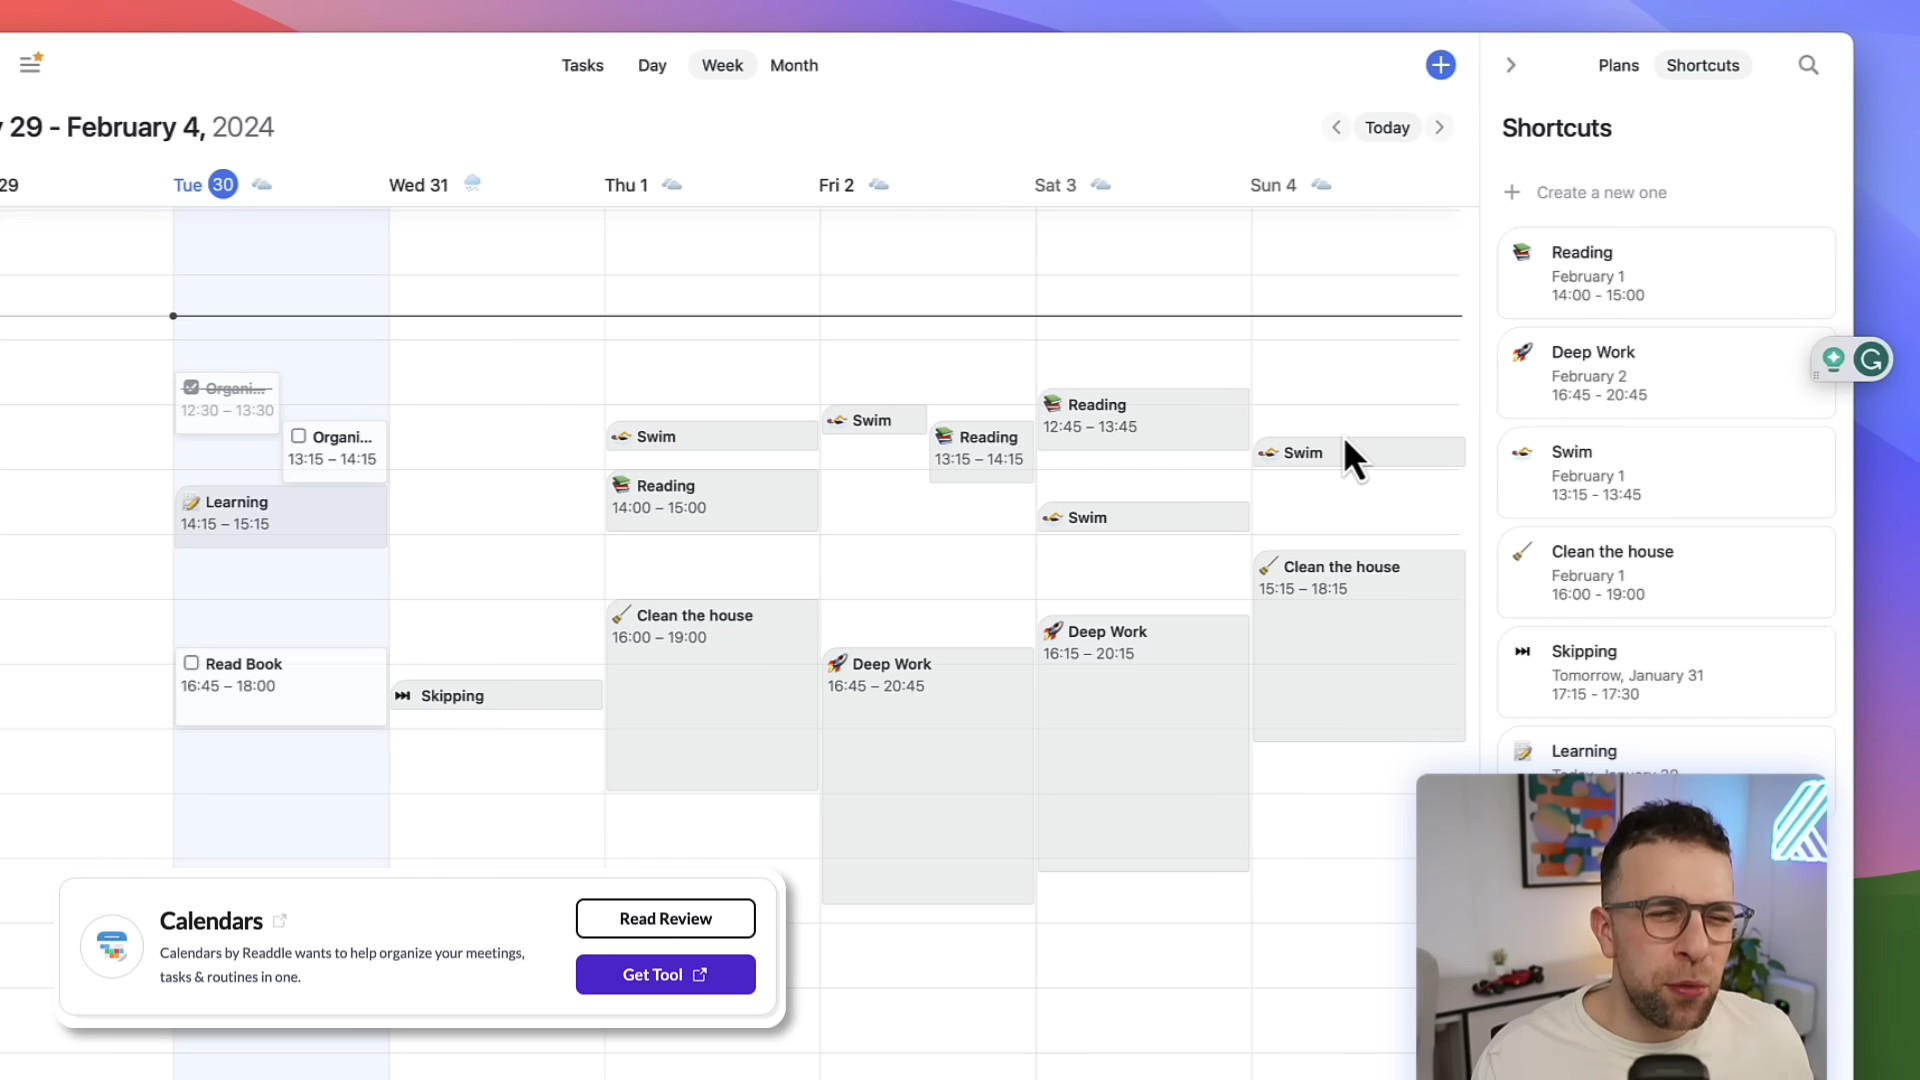 Tasks
Day
Week
Month
Plans
Shortcuts
29 - February 4, 2024
Today
Shortcuts
29
Tue 30
Wed 31
Thu 1
Fri 2
Sat 3
Sun 4
Create a new one
Organi...
12:30 – 13:30
Organi...
13:15 – 14:15
Learning
14:15 – 15:15
Read Book
16:45 – 18:00
Skipping
Swim
Reading
14:00 – 15:00
Clean the house
16:00 – 19:00
Swim
Reading
13:15 – 14:15
Deep Work
16:45 – 20:45
Reading
12:45 – 13:45
Swim
Deep Work
16:15 – 20:15
Swim
Clean the house
15:15 – 18:15
Reading
February 1
14:00 - 15:00
Deep Work
February 2
16:45 - 20:45
Swim
February 1
13:15 - 13:45
Clean the house
February 1
16:00 - 19:00
Skipping
Tomorrow, January 31
17:15 - 17:30
Learning
Today, January 30
Calendars
Calendars by Readdle wants to help organize your meetings,
tasks & routines in one.
Read Review
Get Tool